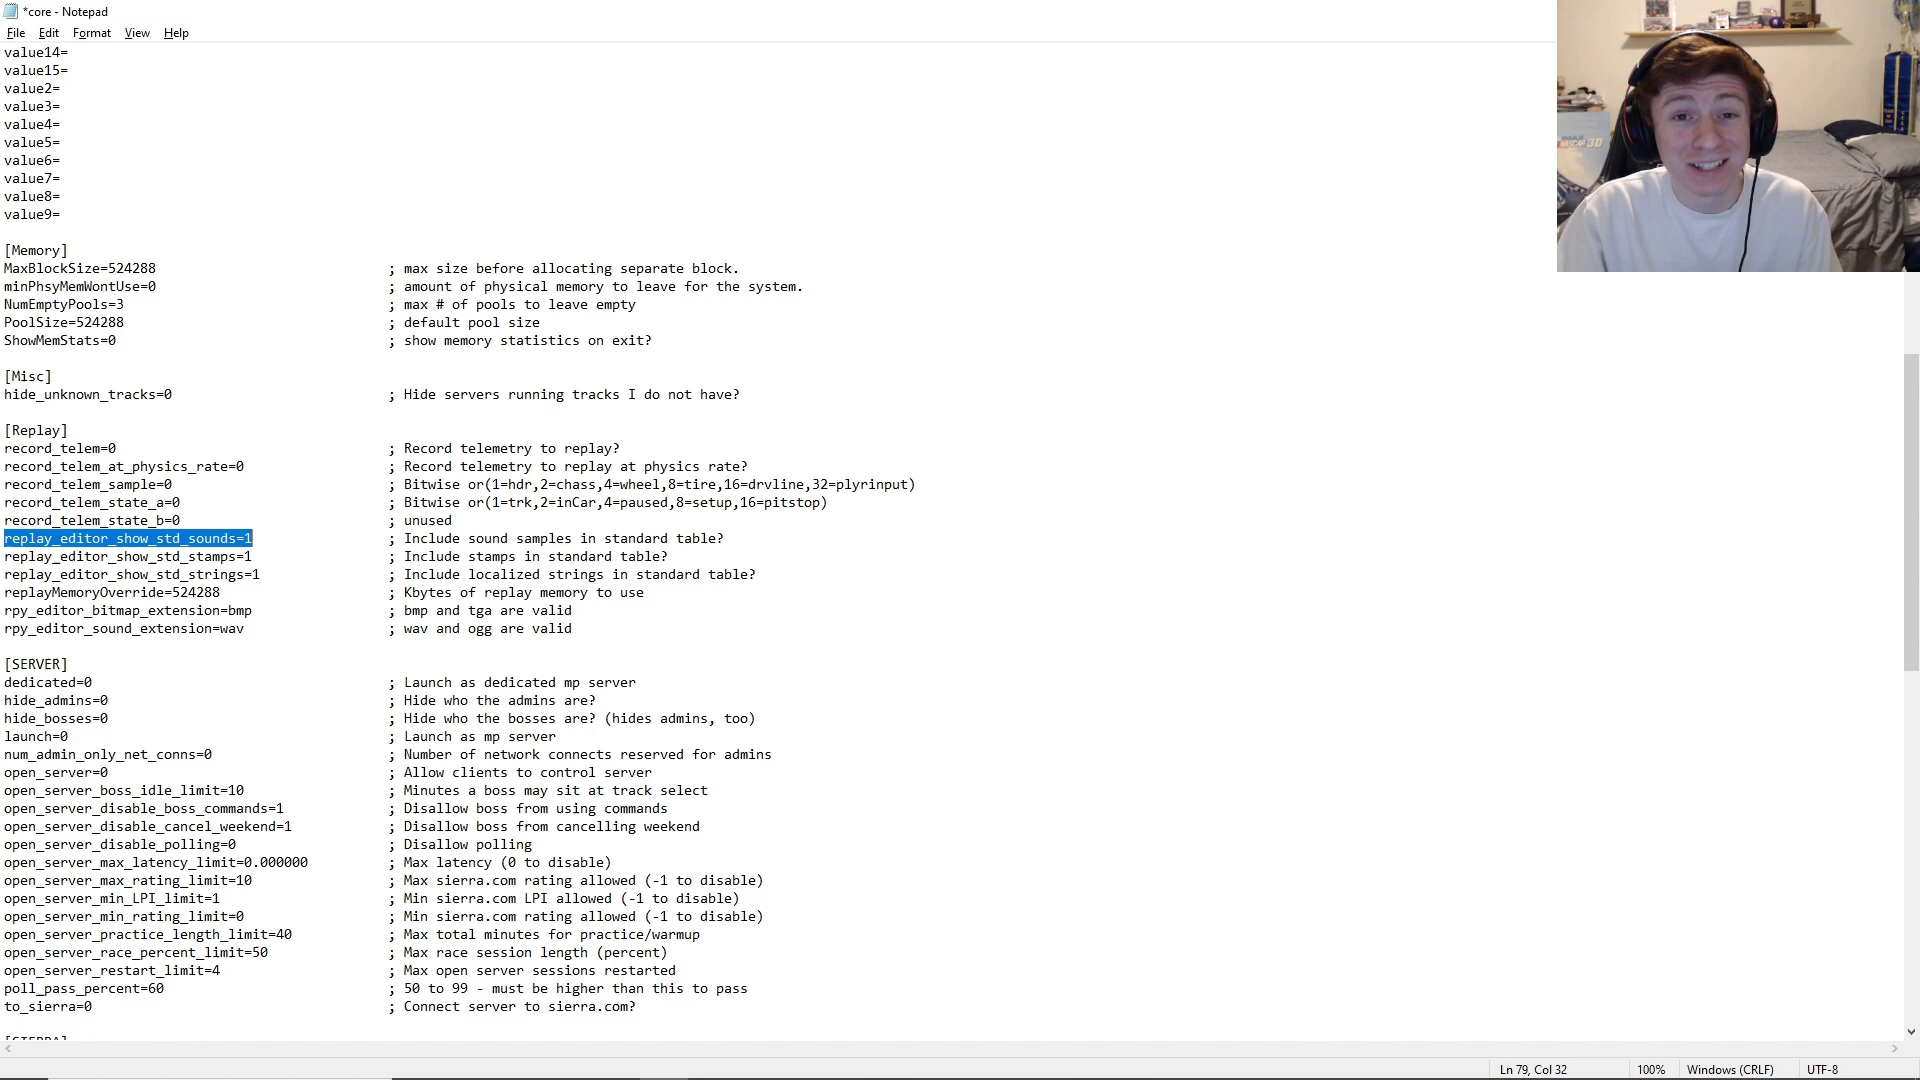 *core - Notepad
File Edit Format View Help
value14=
value15=
value2=
value3=
value4=
value5=
value6=
value7=
value8=
value9=
[Memory]
MaxBlockSize=524288 ; max size before allocating separate block.
minPhsyMemWontUse=0 ; amount of physical memory to leave for the system.
NumEmptyPools=3 ; max # of pools to leave empty
PoolSize=524288 ; default pool size
ShowMemStats=0 ; show memory statistics on exit?
[Misc]
hide_unknown_tracks=0 ; Hide servers running tracks I do not have?
[Replay]
record_telem=0 ; Record telemetry to replay?
record_telem_at_physics_rate=0 ; Record telemetry to replay at physics rate?
record_telem_sample=0 ; Bitwise or(1=hdr,2=chass,4=wheel,8=tire,16=drvline,32=plyrinput)
record_telem_state_a=0 ; Bitwise or(1=trk,2=inCar,4=paused,8=setup,16=pitstop)
record_telem_state_b=0 ; unused
replay_editor_show_std_sounds=1 ; Include sound samples in standard table?
replay_editor_show_std_stamps=1 ; Include stamps in standard table?
replay_editor_show_std_strings=1 ; Include localized strings in standard table?
replayMemoryOverride=524288 ; Kbytes of replay memory to use
rpy_editor_bitmap_extension=bmp ; bmp and tga are valid
rpy_editor_sound_extension=wav ; wav and ogg are valid
[SERVER]
dedicated=0 ; Launch as dedicated mp server
hide_admins=0 ; Hide who the admins are?
hide_bosses=0 ; Hide who the bosses are? (hides admins, too)
launch=0 ; Launch as mp server
num_admin_only_net_conns=0 ; Number of network connects reserved for admins
open_server=0 ; Allow clients to control server
open_server_boss_idle_limit=10 ; Minutes a boss may sit at track select
open_server_disable_boss_commands=1 ; Disallow boss from using commands
open_server_disable_cancel_weekend=1 ; Disallow boss from cancelling weekend
open_server_disable_polling=0 ; Disallow polling
open_server_max_latency_limit=0.000000 ; Max latency (0 to disable)
open_server_max_rating_limit=10 ; Max sierra.com rating allowed (-1 to disable)
open_server_min_LPI_limit=1 ; Min sierra.com LPI allowed (-1 to disable)
open_server_min_rating_limit=0 ; Min sierra.com rating allowed (-1 to disable)
open_server_practice_length_limit=40 ; Max total minutes for practice/warmup
open_server_race_percent_limit=50 ; Max race session length (percent)
open_server_restart_limit=4 ; Max open server sessions restarted
poll_pass_percent=60 ; 50 to 99 - must be higher than this to pass
to_sierra=0 ; Connect server to sierra.com?
Ln 79, Col 32 100% Windows (CRLF) UTF-8